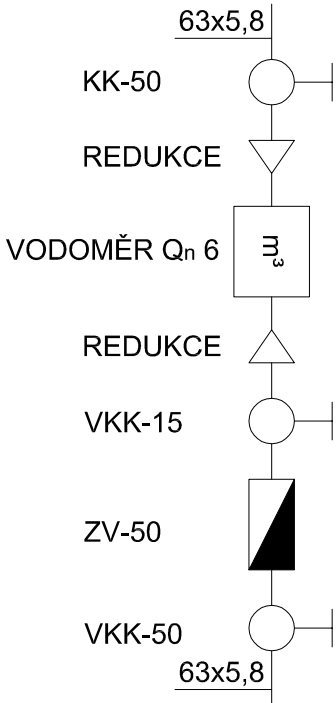 63x5,8
KK-50
REDUKCE
VODOMĚR Qn 6
m³
REDUKCE
VKK-15
ZV-50
VKK-50
63x5,8